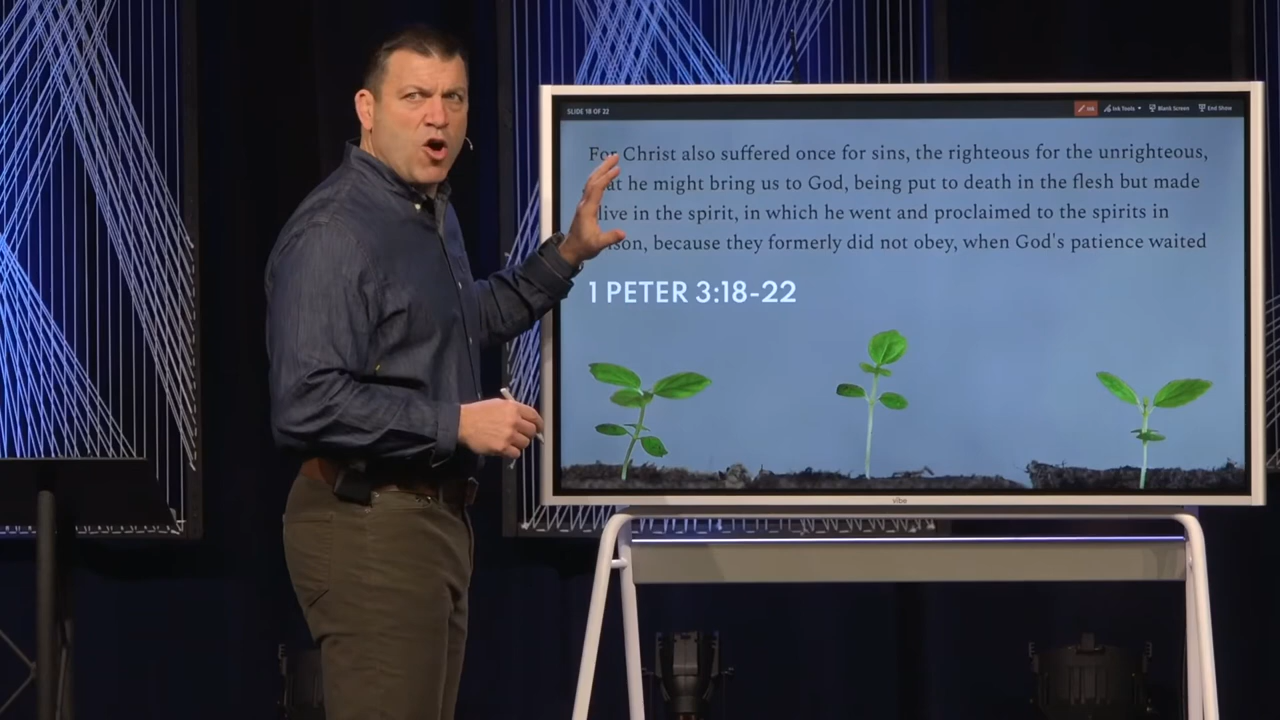 SLIDE 18 OF 22
Ink
Ink Tools
Blank Screen
End Show
For Christ also suffered once for sins, the righteous for the unrighteous,
he might bring us to God, being put to death in the flesh but made
live in the spirit, in which he went and proclaimed to the spirits in
son, because they formerly did not obey, when God's patience waited
1 PETER 3:18-22
vibe